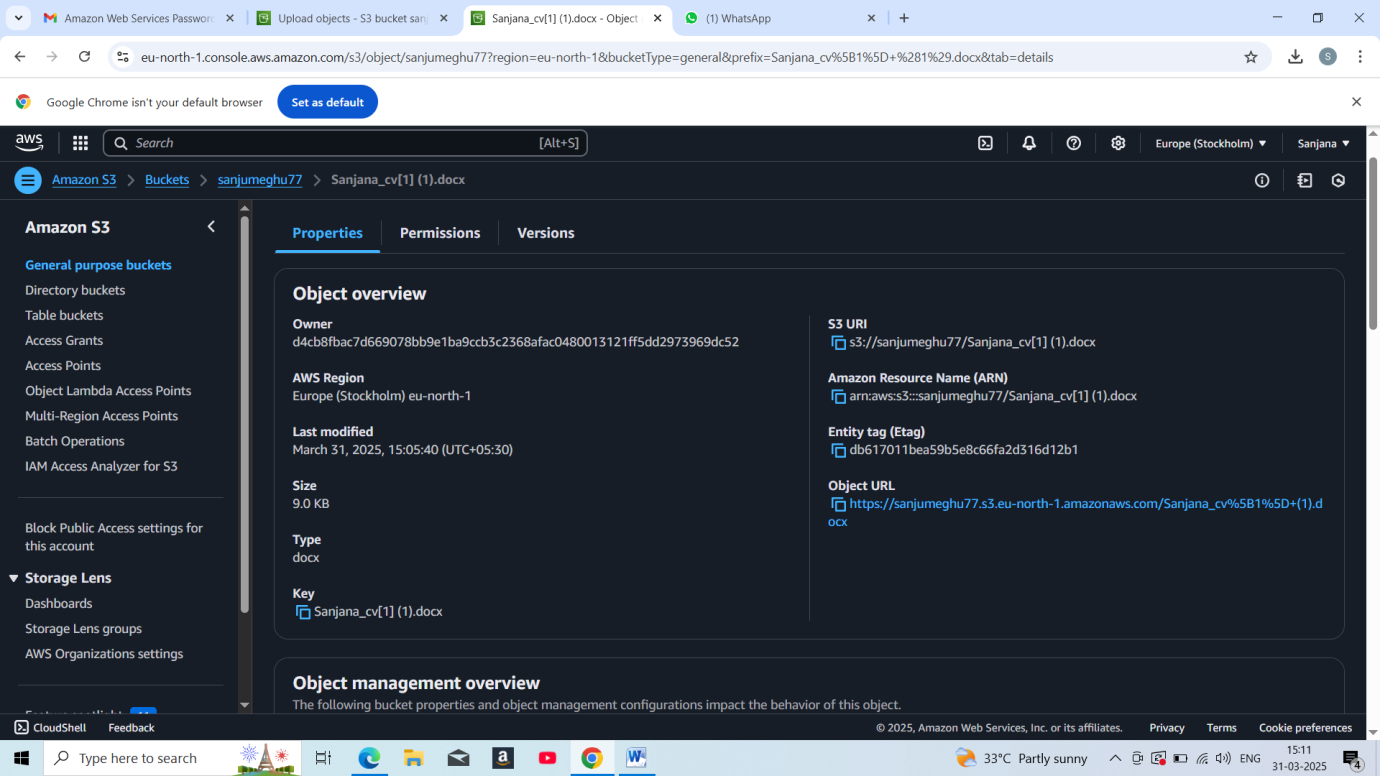 Amazon Web Services Password
Upload objects - S3 bucket sanj
Sanjana_cv[1] (1).docx - Object
(1) WhatsApp
eu-north-1.console.aws.amazon.com/s3/object/sanjumeghu77?region=eu-north-1&bucketType=general&prefix=Sanjana_cv%5B1%5D+%281%29.docx&tab=details
S
Google Chrome isn't your default browser
Set as default
aws
Search
[Alt+S]
Europe (Stockholm)
Sanjana
Amazon S3
Buckets
sanjumeghu77
Sanjana_cv[1] (1).docx
Amazon S3
General purpose buckets
Directory buckets
Table buckets
Access Grants
Access Points
Object Lambda Access Points
Multi-Region Access Points
Batch Operations
IAM Access Analyzer for S3
Block Public Access settings for
this account
Storage Lens
Dashboards
Storage Lens groups
AWS Organizations settings
Properties
Permissions
Versions
Object overview
Owner
d4cb8fbac7d669078bb9e1ba9ccb3c2368afac0480013121ff5dd2973969dc52
AWS Region
Europe (Stockholm) eu-north-1
Last modified
March 31, 2025, 15:05:40 (UTC+05:30)
Size
9.0 KB
Type
docx
Key
Sanjana_cv[1] (1).docx
S3 URI
s3://sanjumeghu77/Sanjana_cv[1] (1).docx
Amazon Resource Name (ARN)
arn:aws:s3:::sanjumeghu77/Sanjana_cv[1] (1).docx
Entity tag (Etag)
db617011bea59b5e8c66fa2d316d12b1
Object URL
https://sanjumeghu77.s3.eu-north-1.amazonaws.com/Sanjana_cv%5B1%5D+(1).d
ocx
Object management overview
The following bucket properties and object management configurations impact the behavior of this object.
CloudShell
Feedback
© 2025, Amazon Web Services, Inc. or its affiliates.
Privacy
Terms
Cookie preferences
Type here to search
33°C Partly sunny
ENG
15:11
31-03-2025
4